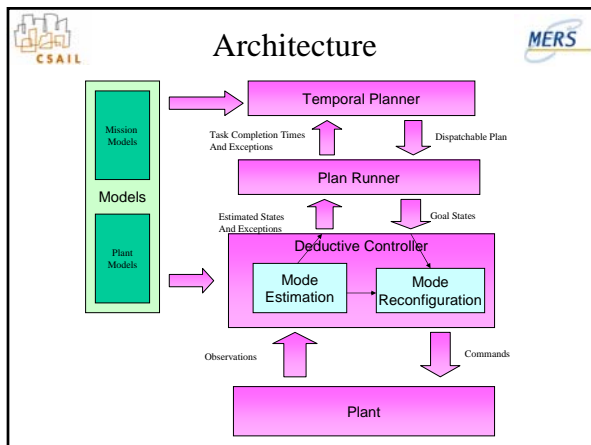 CSAIL
Architecture
MERS
Temporal Planner
Mission
Models
Task Completion Times
And Exceptions
Dispatchable Plan
Plan Runner
Models
Estimated States
And Exceptions
Goal States
Plant
Models
Deductive Controller
Mode
Estimation
Mode
Reconfiguration
Observations
Commands
Plant